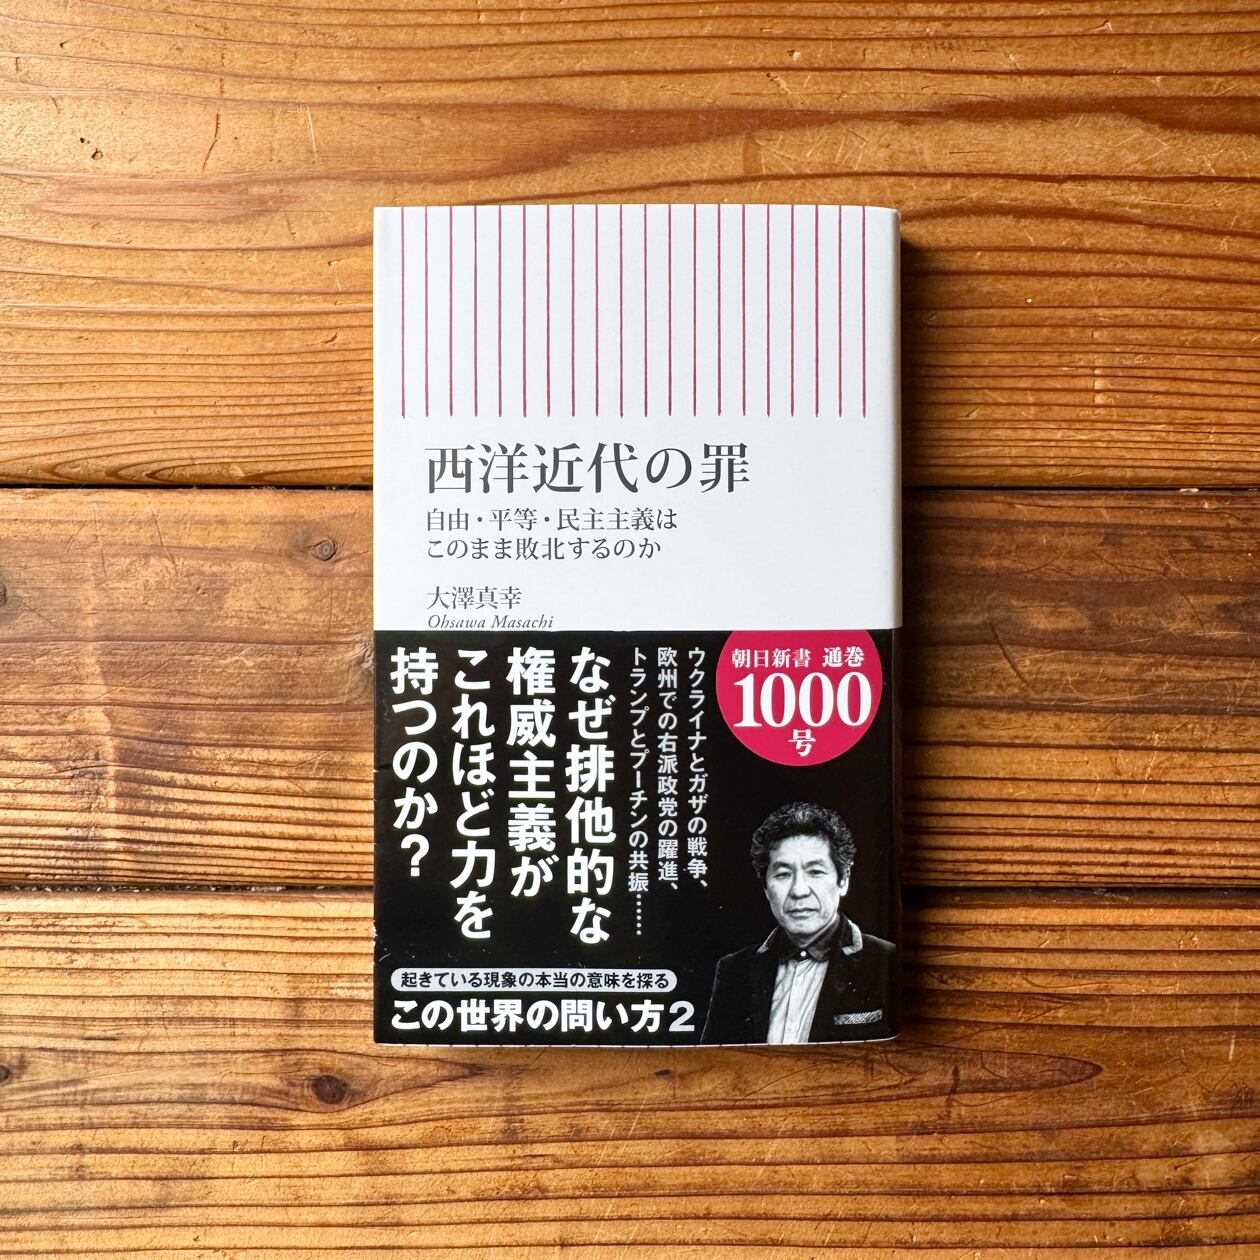 西洋近代の罪
自由・平等・民主主義は
このまま敗北するのか
大澤真幸
Ohsawa Masachi
朝日新書 通巻
1000
号
ウクライナとガザの戦争、
欧州での右派政党の躍進、
トランプとプーチンの共振……
なぜ排他的な
権威主義が
これほど力を
持つのか?
起きている現象の本当の意味を探る
この世界の問い方2